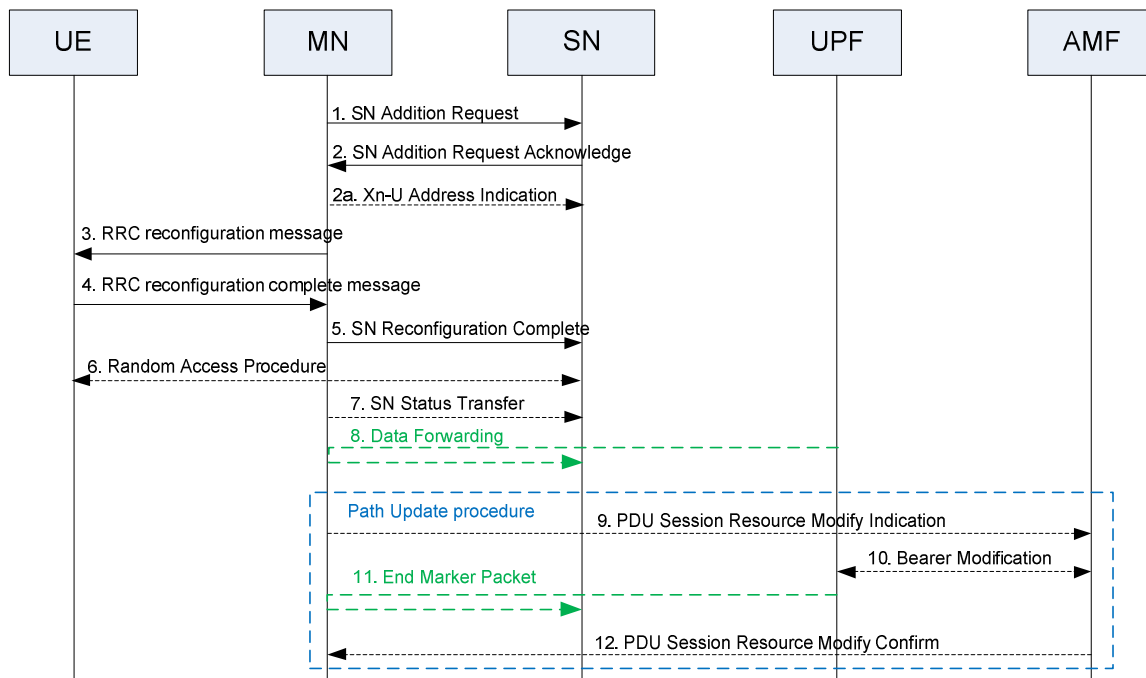 UE
MN
SN
UPF
AMF
1. SN Addition Request
2. SN Addition Request Acknowledge
2a. Xn-U Address Indication
3. RRC reconfiguration message
4. RRC reconfiguration complete message
5. SN Reconfiguration Complete
6. Random Access Procedure
7. SN Status Transfer
8. Data Forwarding
Path Update procedure
9. PDU Session Resource Modify Indication
10. Bearer Modification
11. End Marker Packet
12. PDU Session Resource Modify Confirm